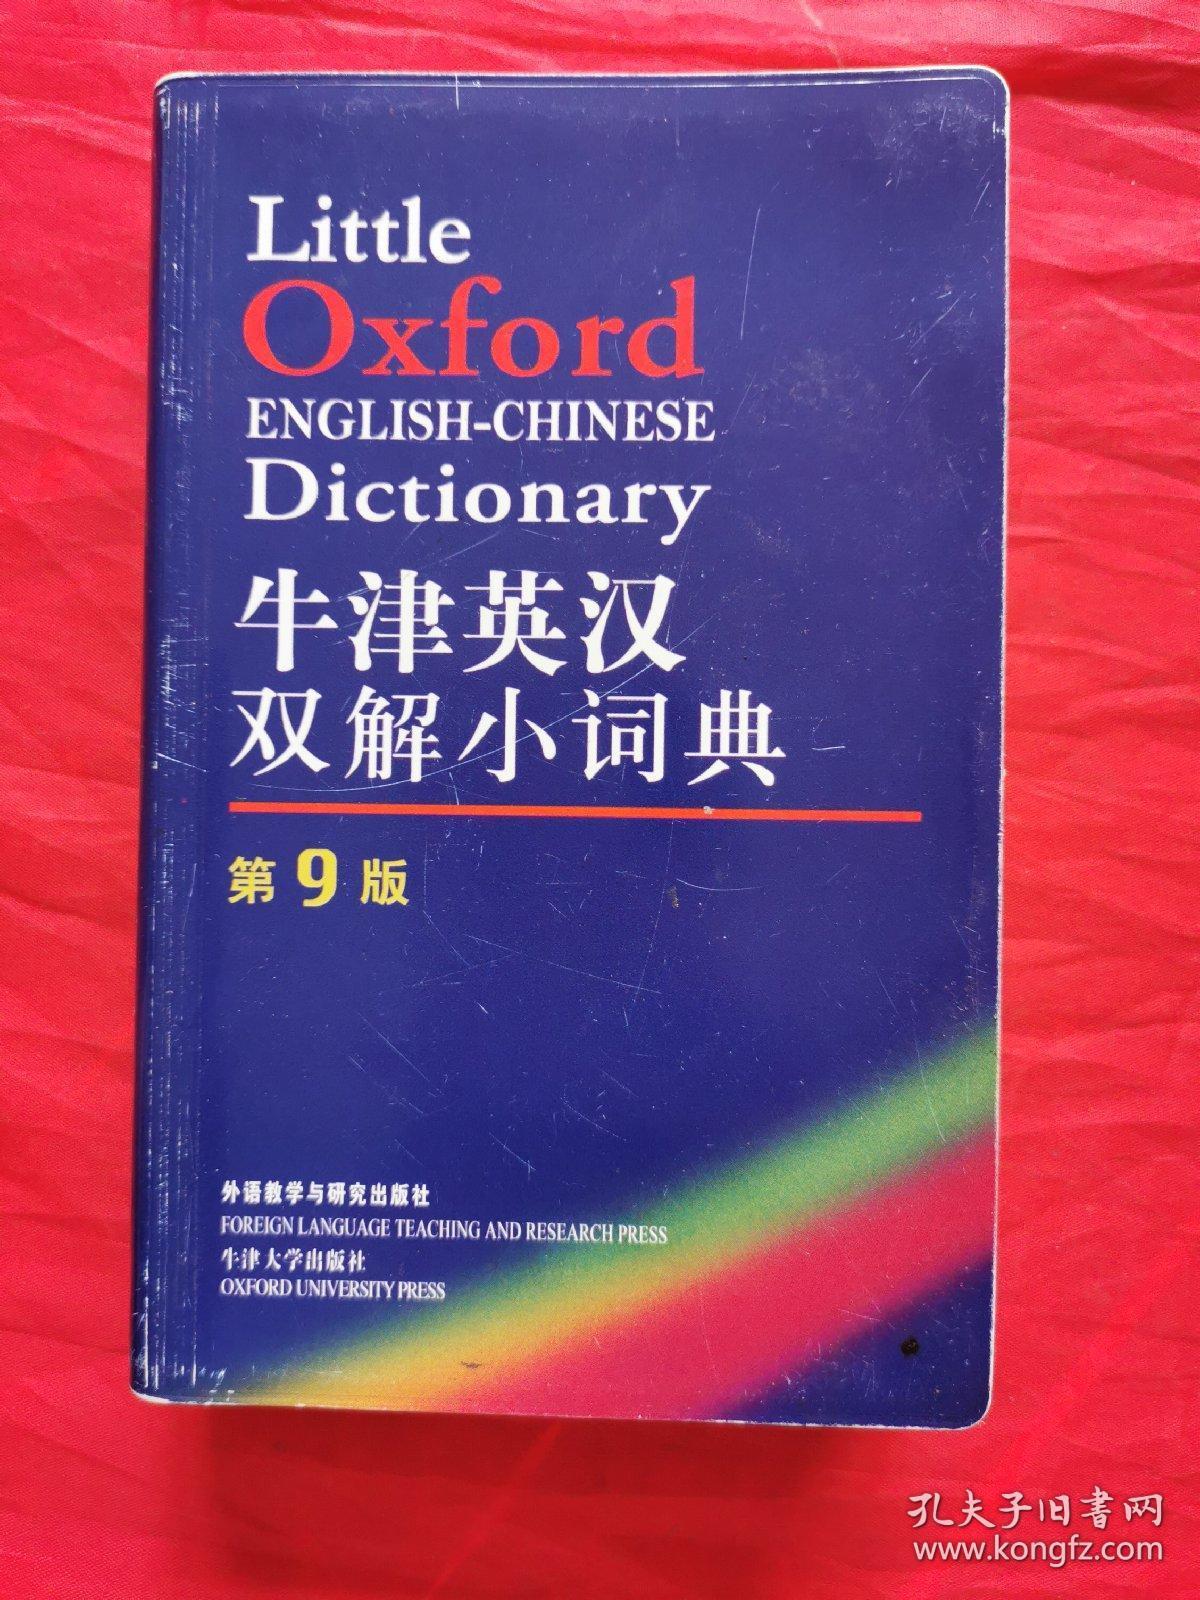 Little
Oxford
ENGLISH-CHINESE
Dictionary
牛津英汉
双解小词典
第9版
外语教学与研究出版社
FOREIGN LANGUAGE TEACHING AND RESEARCH PRESS
牛津大学出版社
OXFORD UNIVERSITY PRESS
孔夫子旧书网
www.kongfz.com